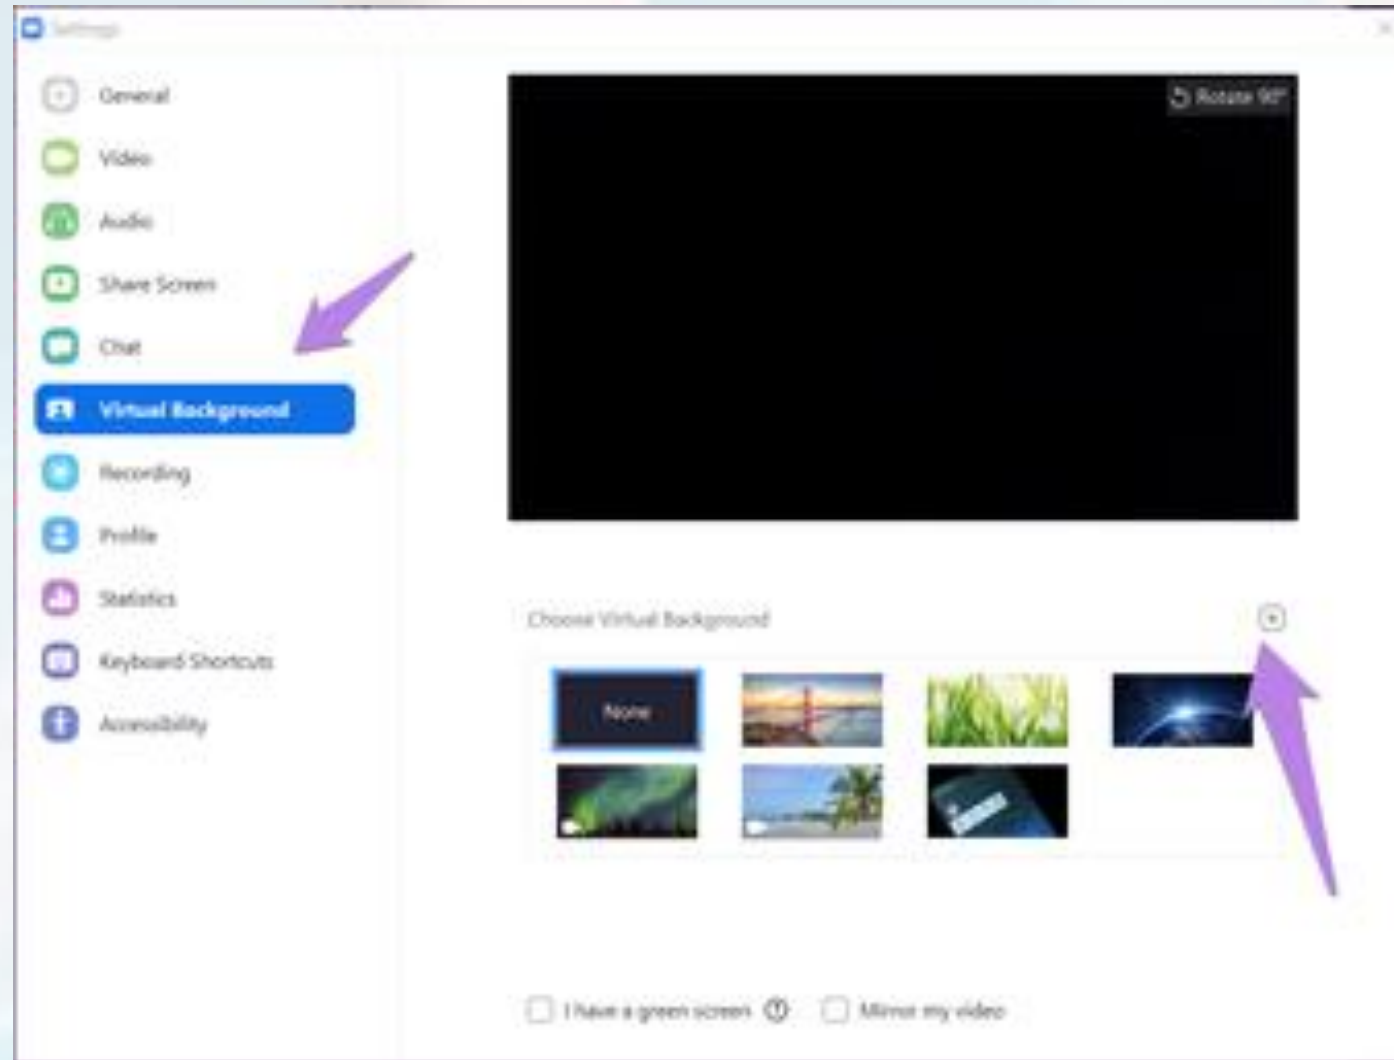 Settings
General
Video
Audio
Share Screen
Chat
Virtual Background
Recording
Profile
Statistics
Keyboard Shortcuts
Accessibility
Rotate 90°
Choose Virtual Background
None
I have a green screen
Mirror my video